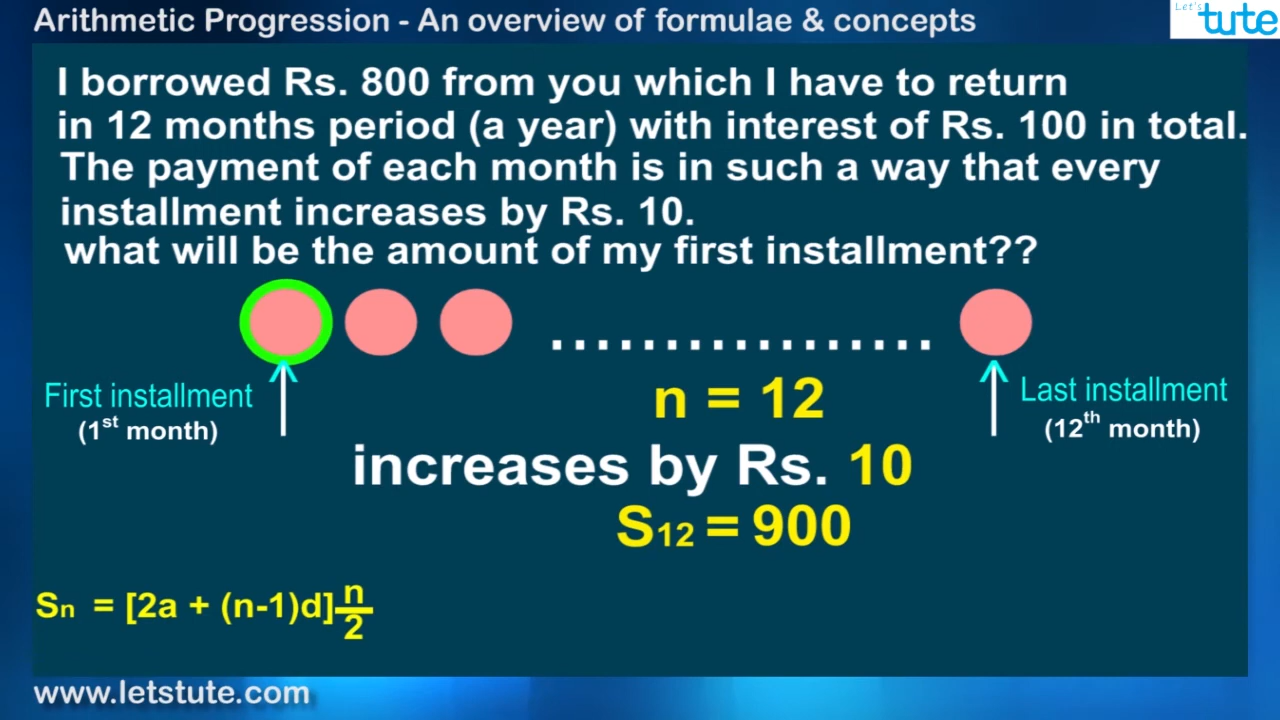 Arithmetic Progression - An overview of formulae & concepts
Let's
tute
I borrowed Rs. 800 from you which I have to return
in 12 months period (a year) with interest of Rs. 100 in total.
The payment of each month is in such a way that every
installment increases by Rs. 10.
what will be the amount of my first installment??
.................
First installment
(1st month)
n = 12
Last installment
(12th month)
increases by Rs. 10
S12 = 900
Sn = [2a + (n-1)d] n/2
www.letstute.com